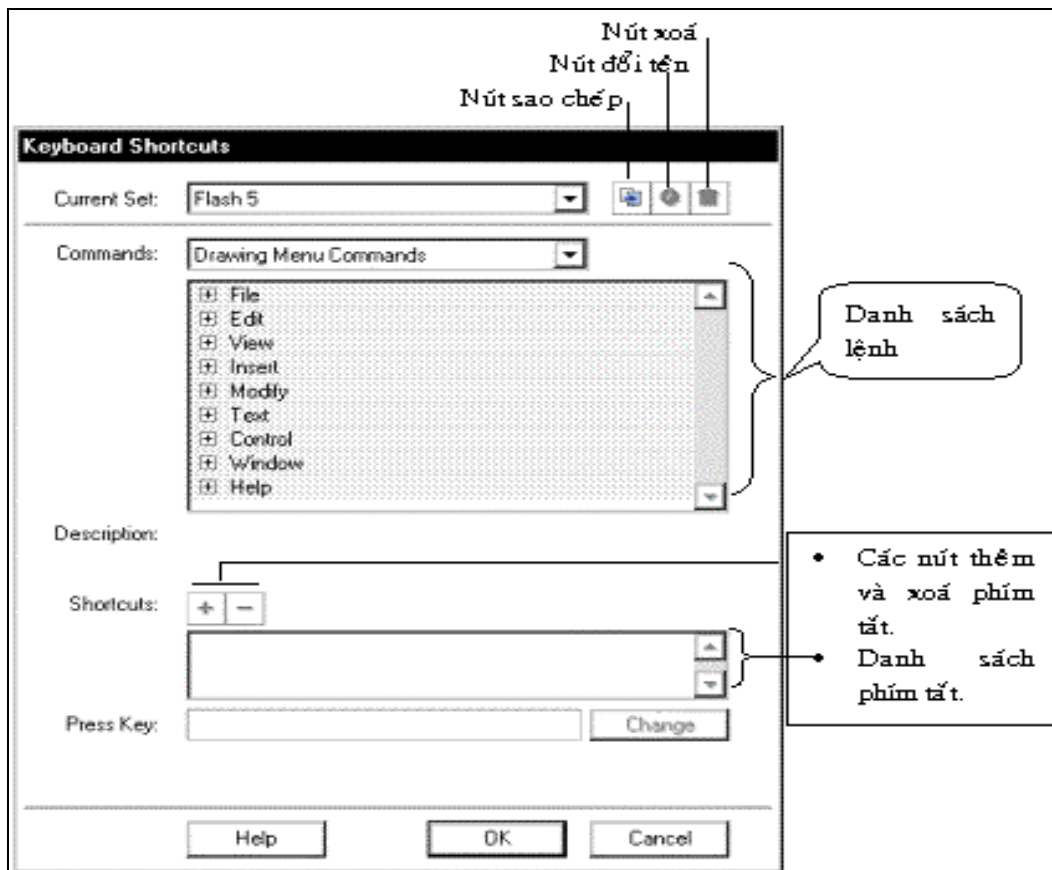 Nút xoá
Nút đổi tên
Nút sao chép
Keyboard Shortcuts
Current Set: Flash 5
Commands: Drawing Menu Commands
File
Edit
View
Insert
Modify
Text
Control
Window
Help
Danh sách
lệnh
Description:
Shortcuts:
• Các nút thêm
và xoá phím
tắt.
• Danh sách
phím tắt.
Press Key:
Change
Help OK Cancel